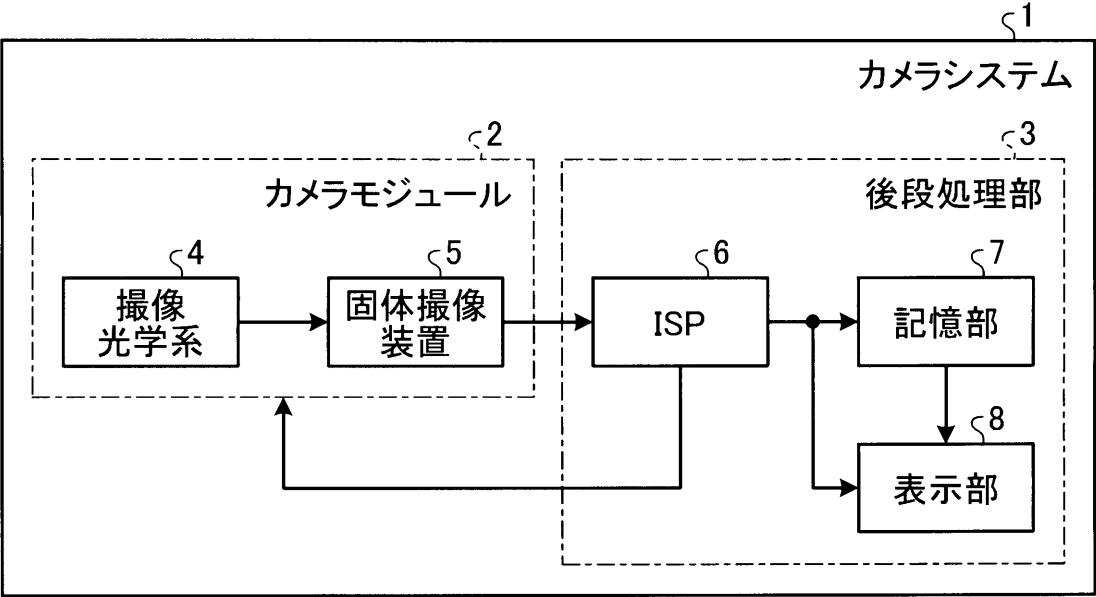 1
カメラシステム
2
カメラモジュール
3
後段処理部
4
撮像
光学系
5
固体撮像
装置
6
ISP
7
記憶部
8
表示部